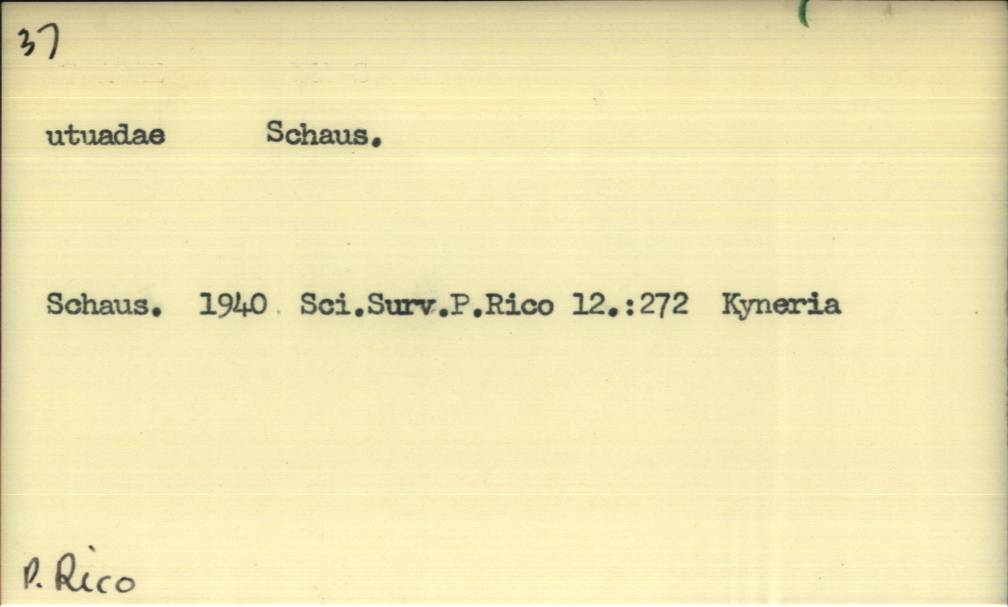 37
utuadae Schaus.
Schaus. 1940 Sci.Surv.P.Rico 12.:272 Kyneria
P. Rico